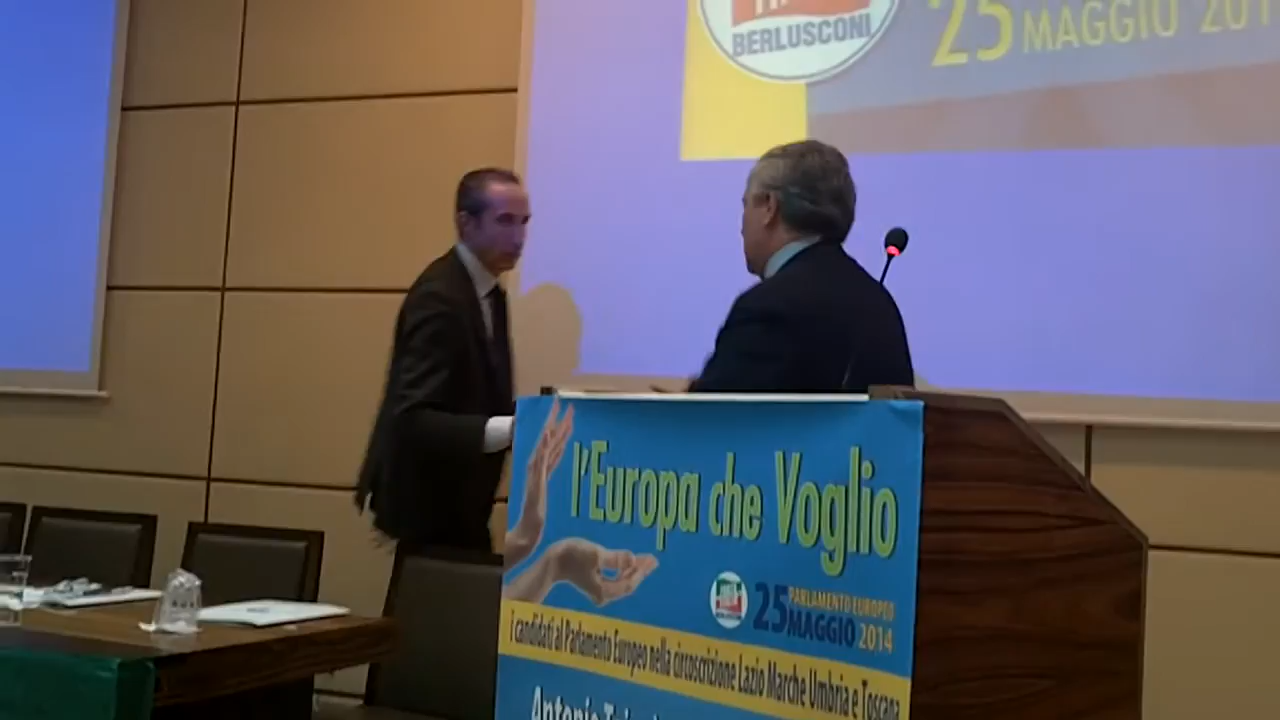 BERLUSCONI
25 MAGGIO 201
l'Europa che Voglio
25 MAGGIO
PARLAMENTO EUROPEO
2014
i candidati al Parlamento Europeo nella circoscrizione Lazio Marche Umbria e Toscana
Antonio